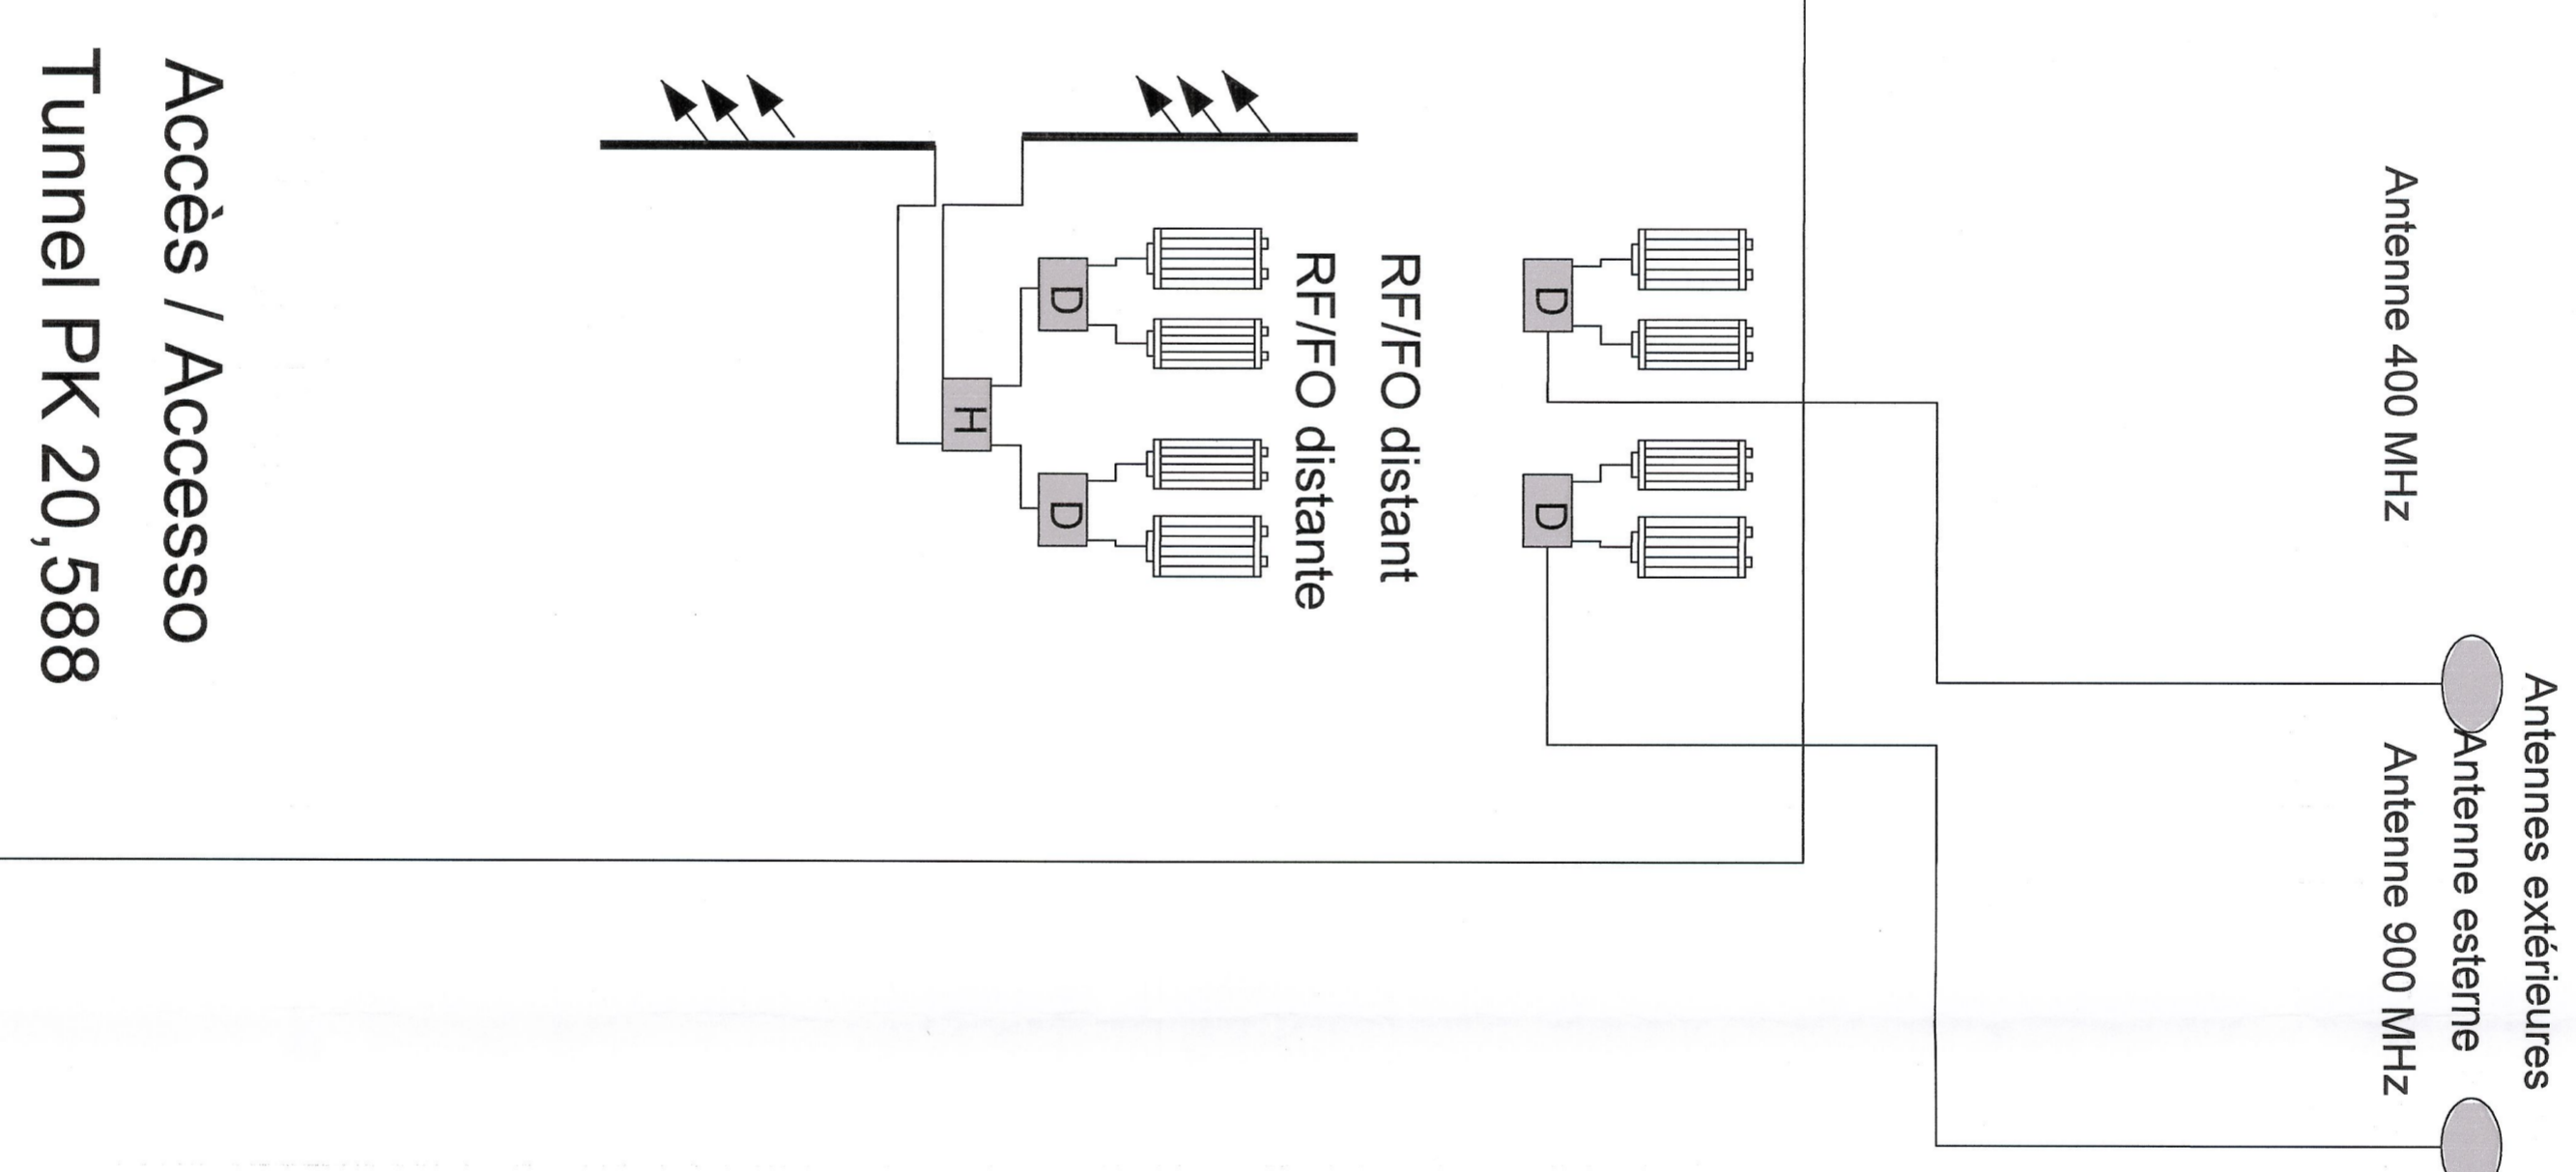 Antennes extérieures
Antenne esterne
Antenne 400 MHz
Antenne 900 MHz
D
D
RF/FO distant
RF/FO distante
D
D
H
Accès / Accesso
Tunnel PK 20,588